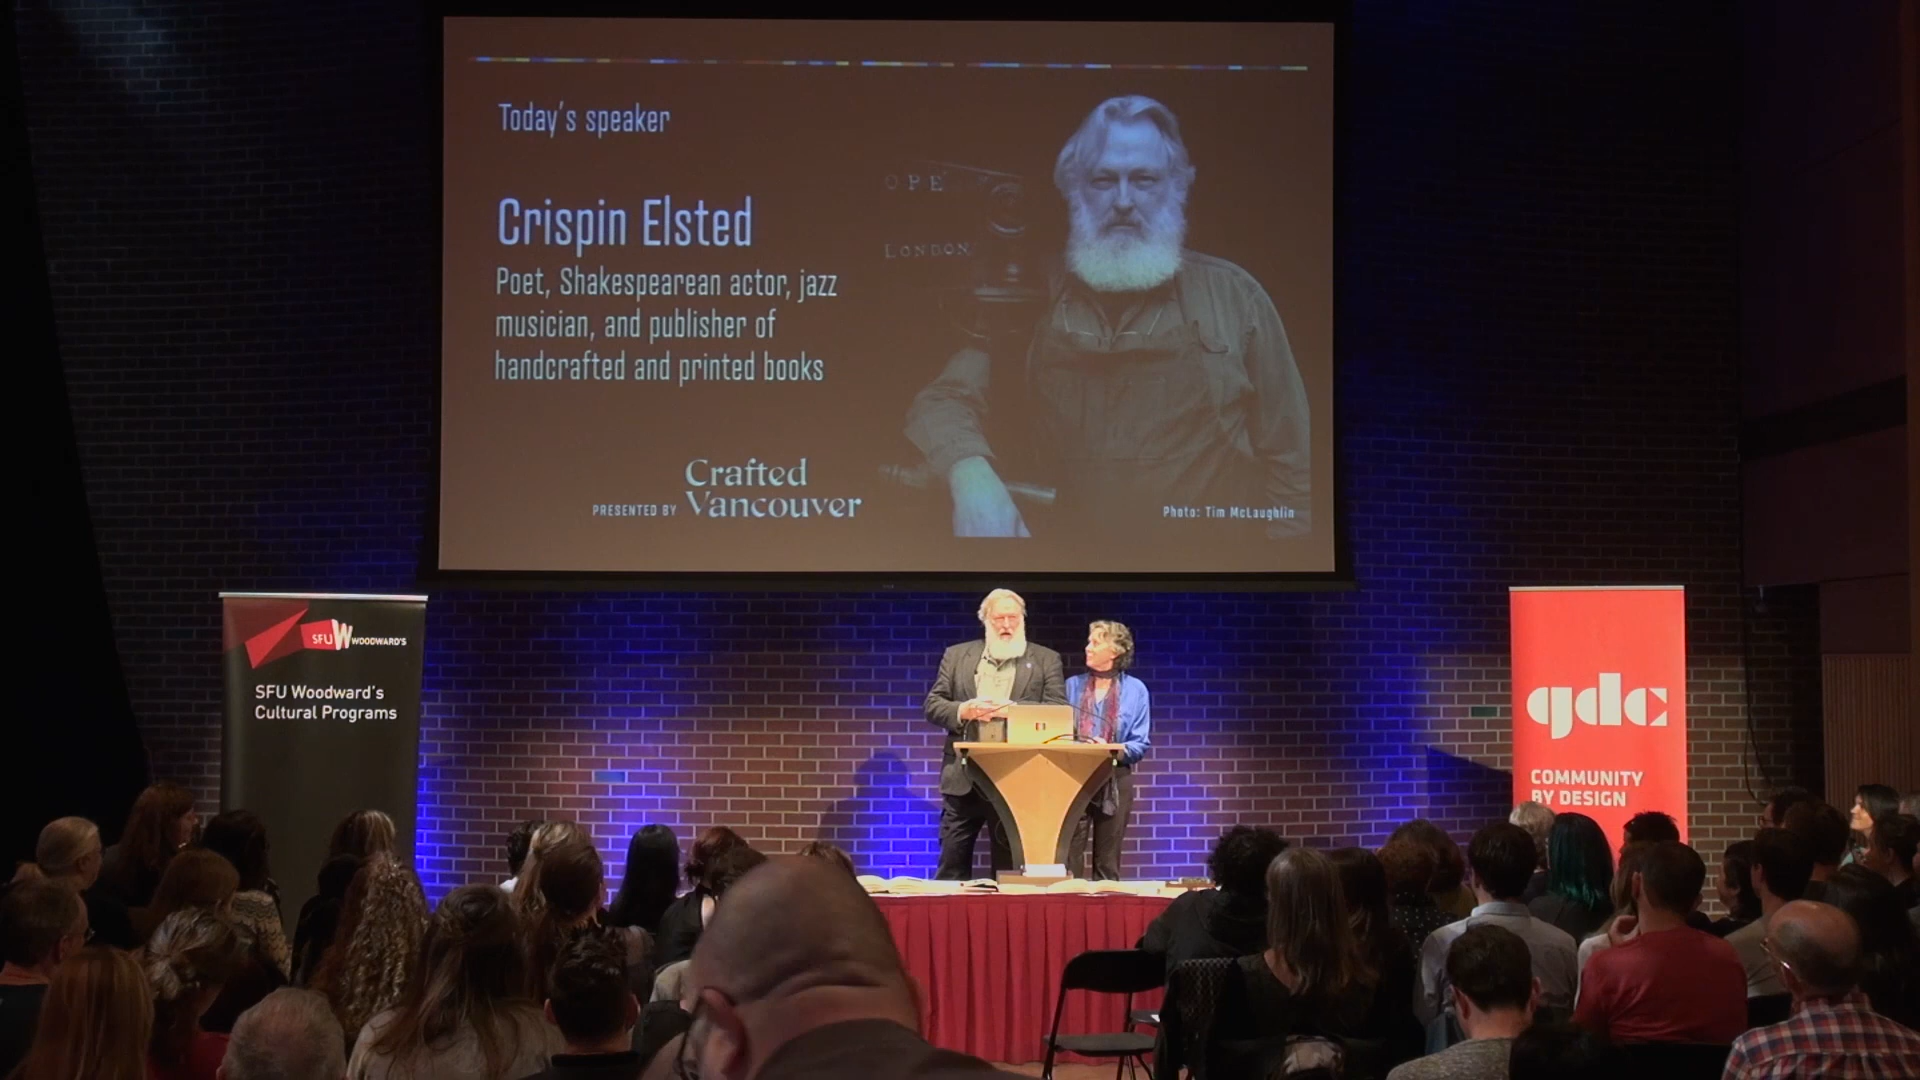 Today's speaker
OPE
LONDON
Crispin Elsted
Poet, Shakespearean actor, jazz
musician, and publisher of
handcrafted and printed books
PRESENTED BY Crafted
Vancouver
Photo: Tim McLaughlin
SFU W WOODWARD'S
SFU Woodward's
Cultural Programs
gdc
COMMUNITY
BY DESIGN